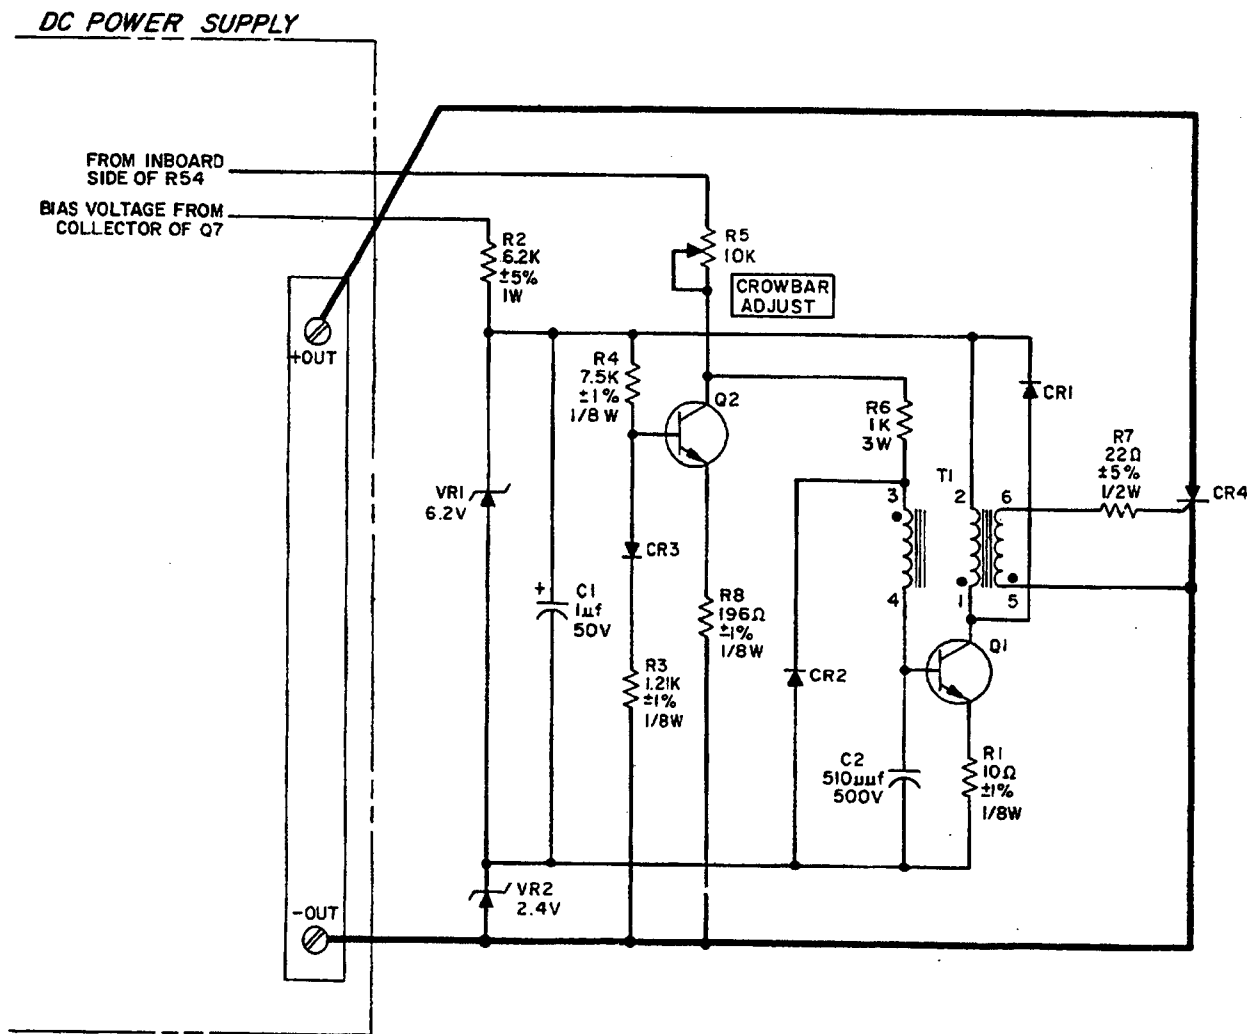 DC POWER SUPPLY
FROM INBOARD
SIDE OF R54
BIAS VOLTAGE FROM
COLLECTOR OF Q7
R2
6.2K
±5%
1W
R5
10K
CROWBAR
ADJUST
+OUT
R4
7.5K
±1%
1/8W
Q2
R6
1K
3W
CR1
R7
22Ω
±5%
1/2W
CR4
VR1
6.2V
T1
3
2
6
CR3
+
C1
1μf
50V
R8
196Ω
±1%
1/8W
4
1
5
Q1
R3
1.21K
±1%
1/8W
CR2
C2
510μμf
500V
R1
10Ω
±1%
1/8W
VR2
2.4V
-OUT